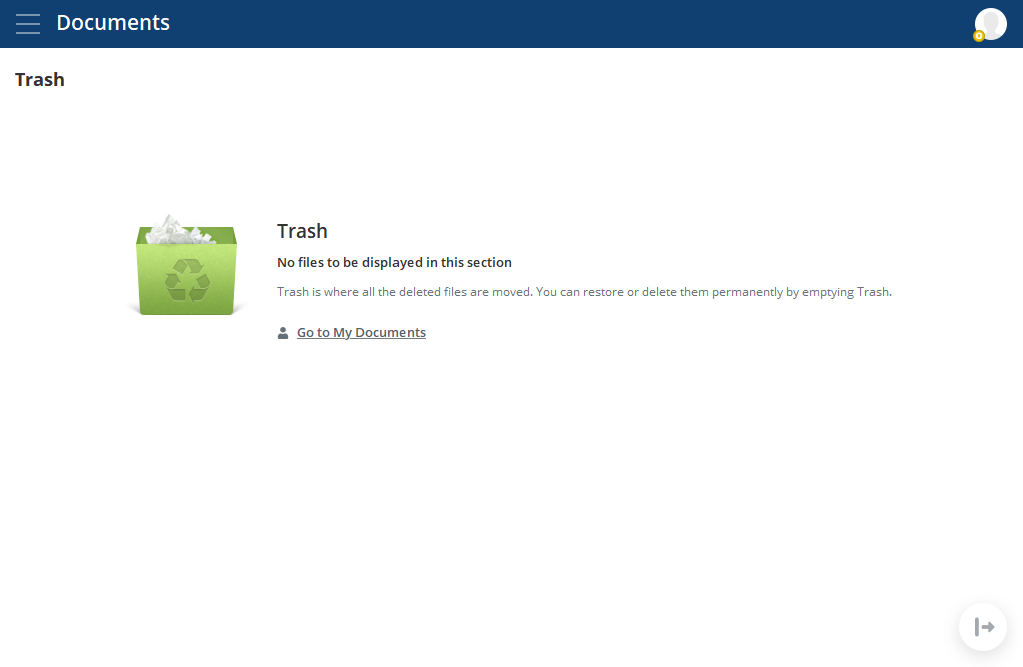 Documents
Trash
Trash
No files to be displayed in this section
Trash is where all the deleted files are moved. You can restore or delete them permanently by emptying Trash.
Go to My Documents